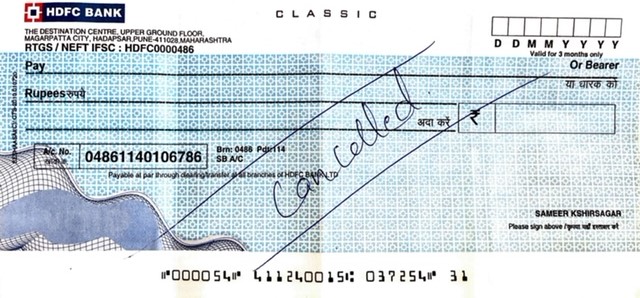 HDFC BANK
CLASSIC
THE DESTINATION CENTRE, UPPER GROUND FLOOR,
MAGARPATTA CITY, HADAPSAR,PUNE-411028,MAHARASHTRA
RTGS / NEFT IFSC : HDFC0000486
D D M M Y Y Y Y
Valid for 3 months only
Pay
Or Bearer
या धारक को
Rupees रुपये
अदा करें
₹
Cancelled
A/c. No.
04861140106786
Brn: 0486 Pdt:114
SB A/C
Payable at par through clearing/transfer at all branches of HDFC BANK LTD
SAMEER KSHIRSAGAR
Please sign above /
⑈000054⑈ 411240015⑆ 037254⑈ 31